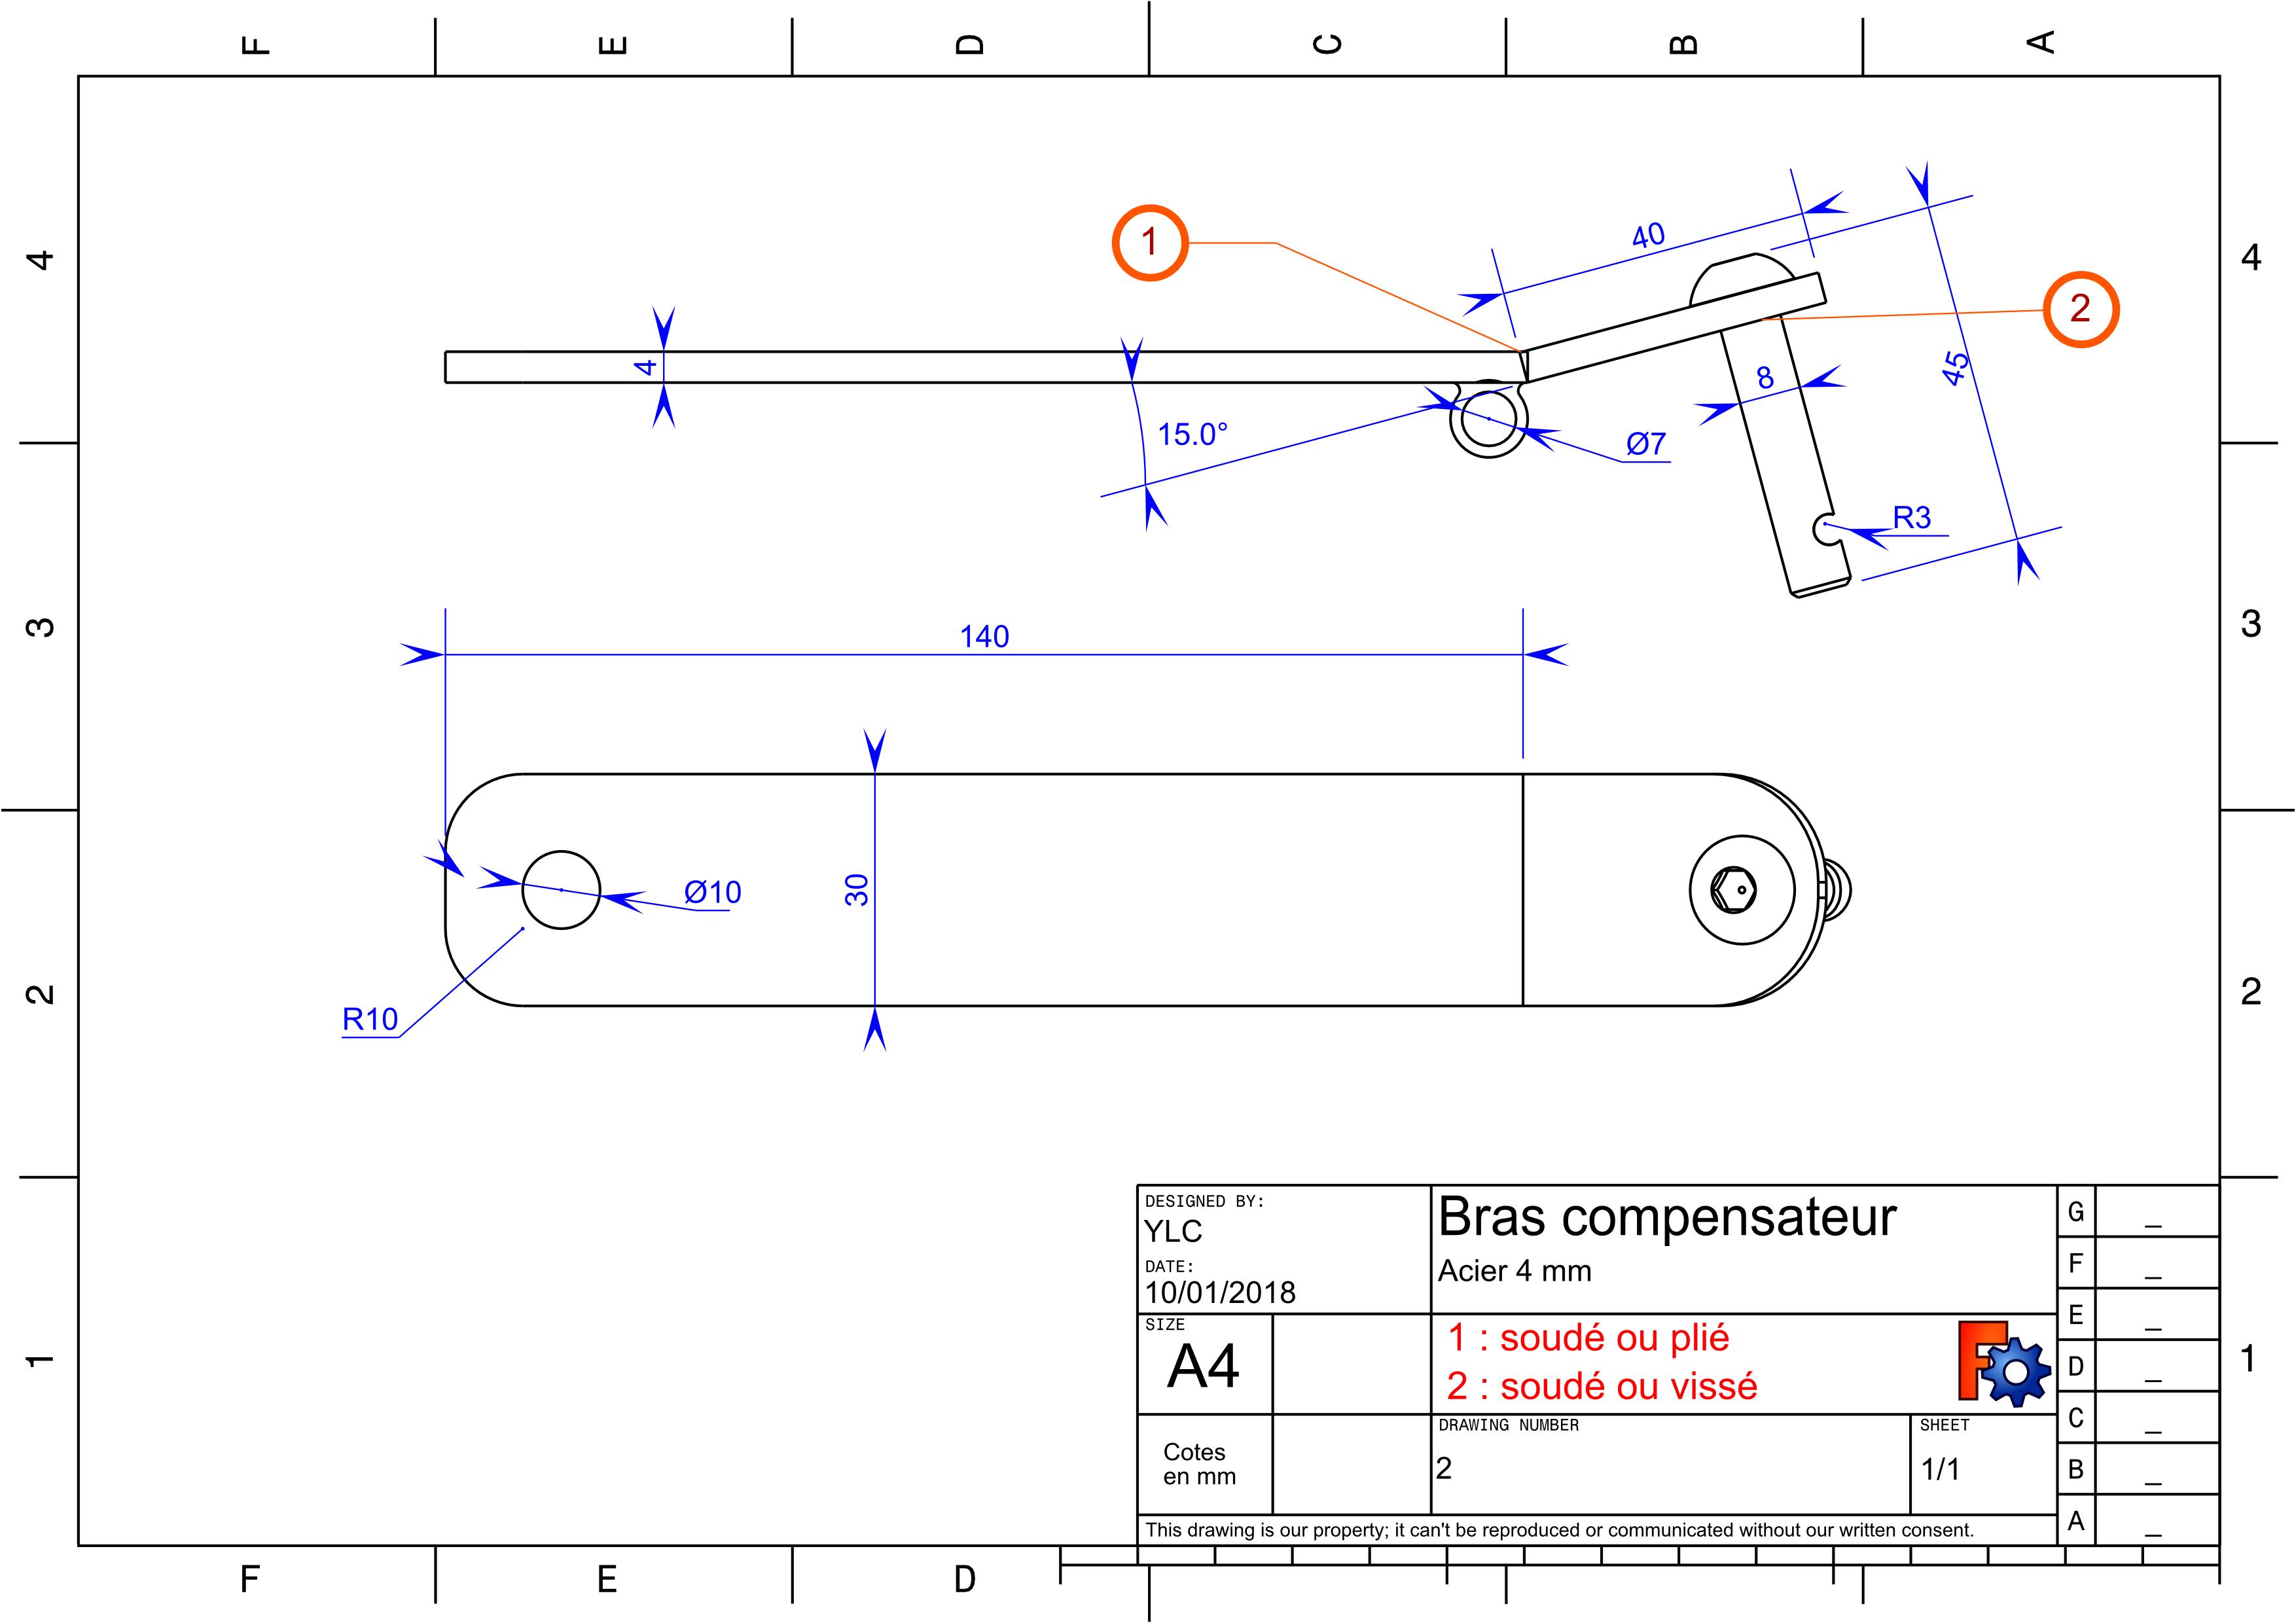 F E D C B A
4 4
3 3
2 2
1 1
1
2
40
45
4
8
15.0°
Ø7
R3
140
30
Ø10
R10
DESIGNED BY:
YLC
DATE:
10/01/2018
SIZE
A4
Cotes
en mm
Bras compensateur
Acier 4 mm
1 : soudé ou plié
2 : soudé ou vissé
DRAWING NUMBER
2
SHEET
1/1
G _
F _
E _
D _
C _
B _
A _
This drawing is our property; it can't be reproduced or communicated without our written consent.
F E D